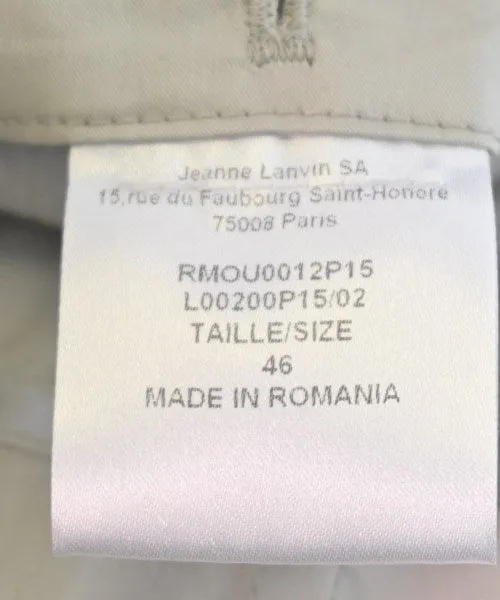 Jeanne Lanvin SA
15,rue du Faubourg Saint-Honore
75008 Paris
RMOU0012P15
L00200P15/02
TAILLE/SIZE
46
MADE IN ROMANIA